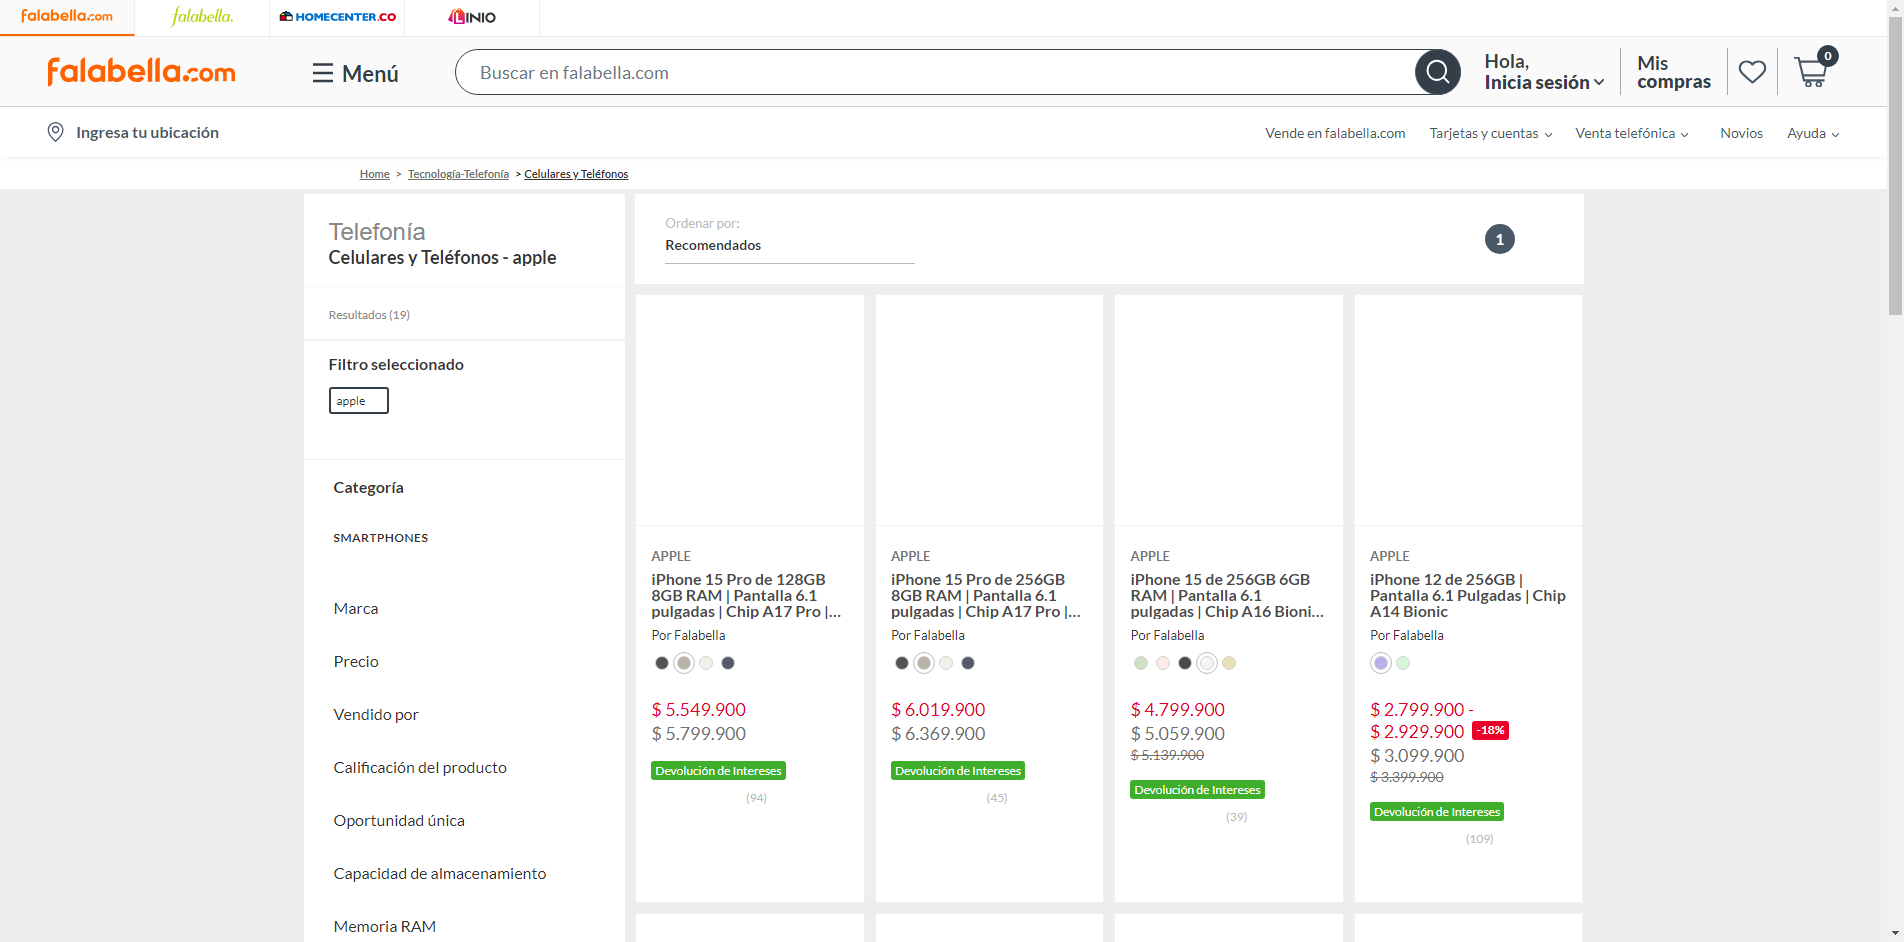 falabella.com
falabella.
HOMECENTER.CO
LINIO
falabella.com
Menú
Buscar en falabella.com
Hola,
Inicia sesión
Mis
compras
0
Ingresa tu ubicación
Vende en falabella.com
Tarjetas y cuentas
Venta telefónica
Novios
Ayuda
Home > Tecnología-Telefonía > Celulares y Teléfonos
Telefonía
Celulares y Teléfonos - apple
Resultados (19)
Filtro seleccionado
apple
Categoría
SMARTPHONES
Marca
Precio
Vendido por
Calificación del producto
Oportunidad única
Capacidad de almacenamiento
Memoria RAM
Ordenar por:
Recomendados
1
APPLE
iPhone 15 Pro de 128GB
8GB RAM | Pantalla 6.1
pulgadas | Chip A17 Pro |...
Por Falabella
$ 5.549.900
$ 5.799.900
Devolución de Intereses
(94)
APPLE
iPhone 15 Pro de 256GB
8GB RAM | Pantalla 6.1
pulgadas | Chip A17 Pro |...
Por Falabella
$ 6.019.900
$ 6.369.900
Devolución de Intereses
(45)
APPLE
iPhone 15 de 256GB 6GB
RAM | Pantalla 6.1
pulgadas | Chip A16 Bioni...
Por Falabella
$ 4.799.900
$ 5.059.900
$ 5.139.900
Devolución de Intereses
(39)
APPLE
iPhone 12 de 256GB |
Pantalla 6.1 Pulgadas | Chip
A14 Bionic
Por Falabella
$ 2.799.900 -
$ 2.929.900 -18%
$ 3.099.900
$ 3.399.900
Devolución de Intereses
(109)